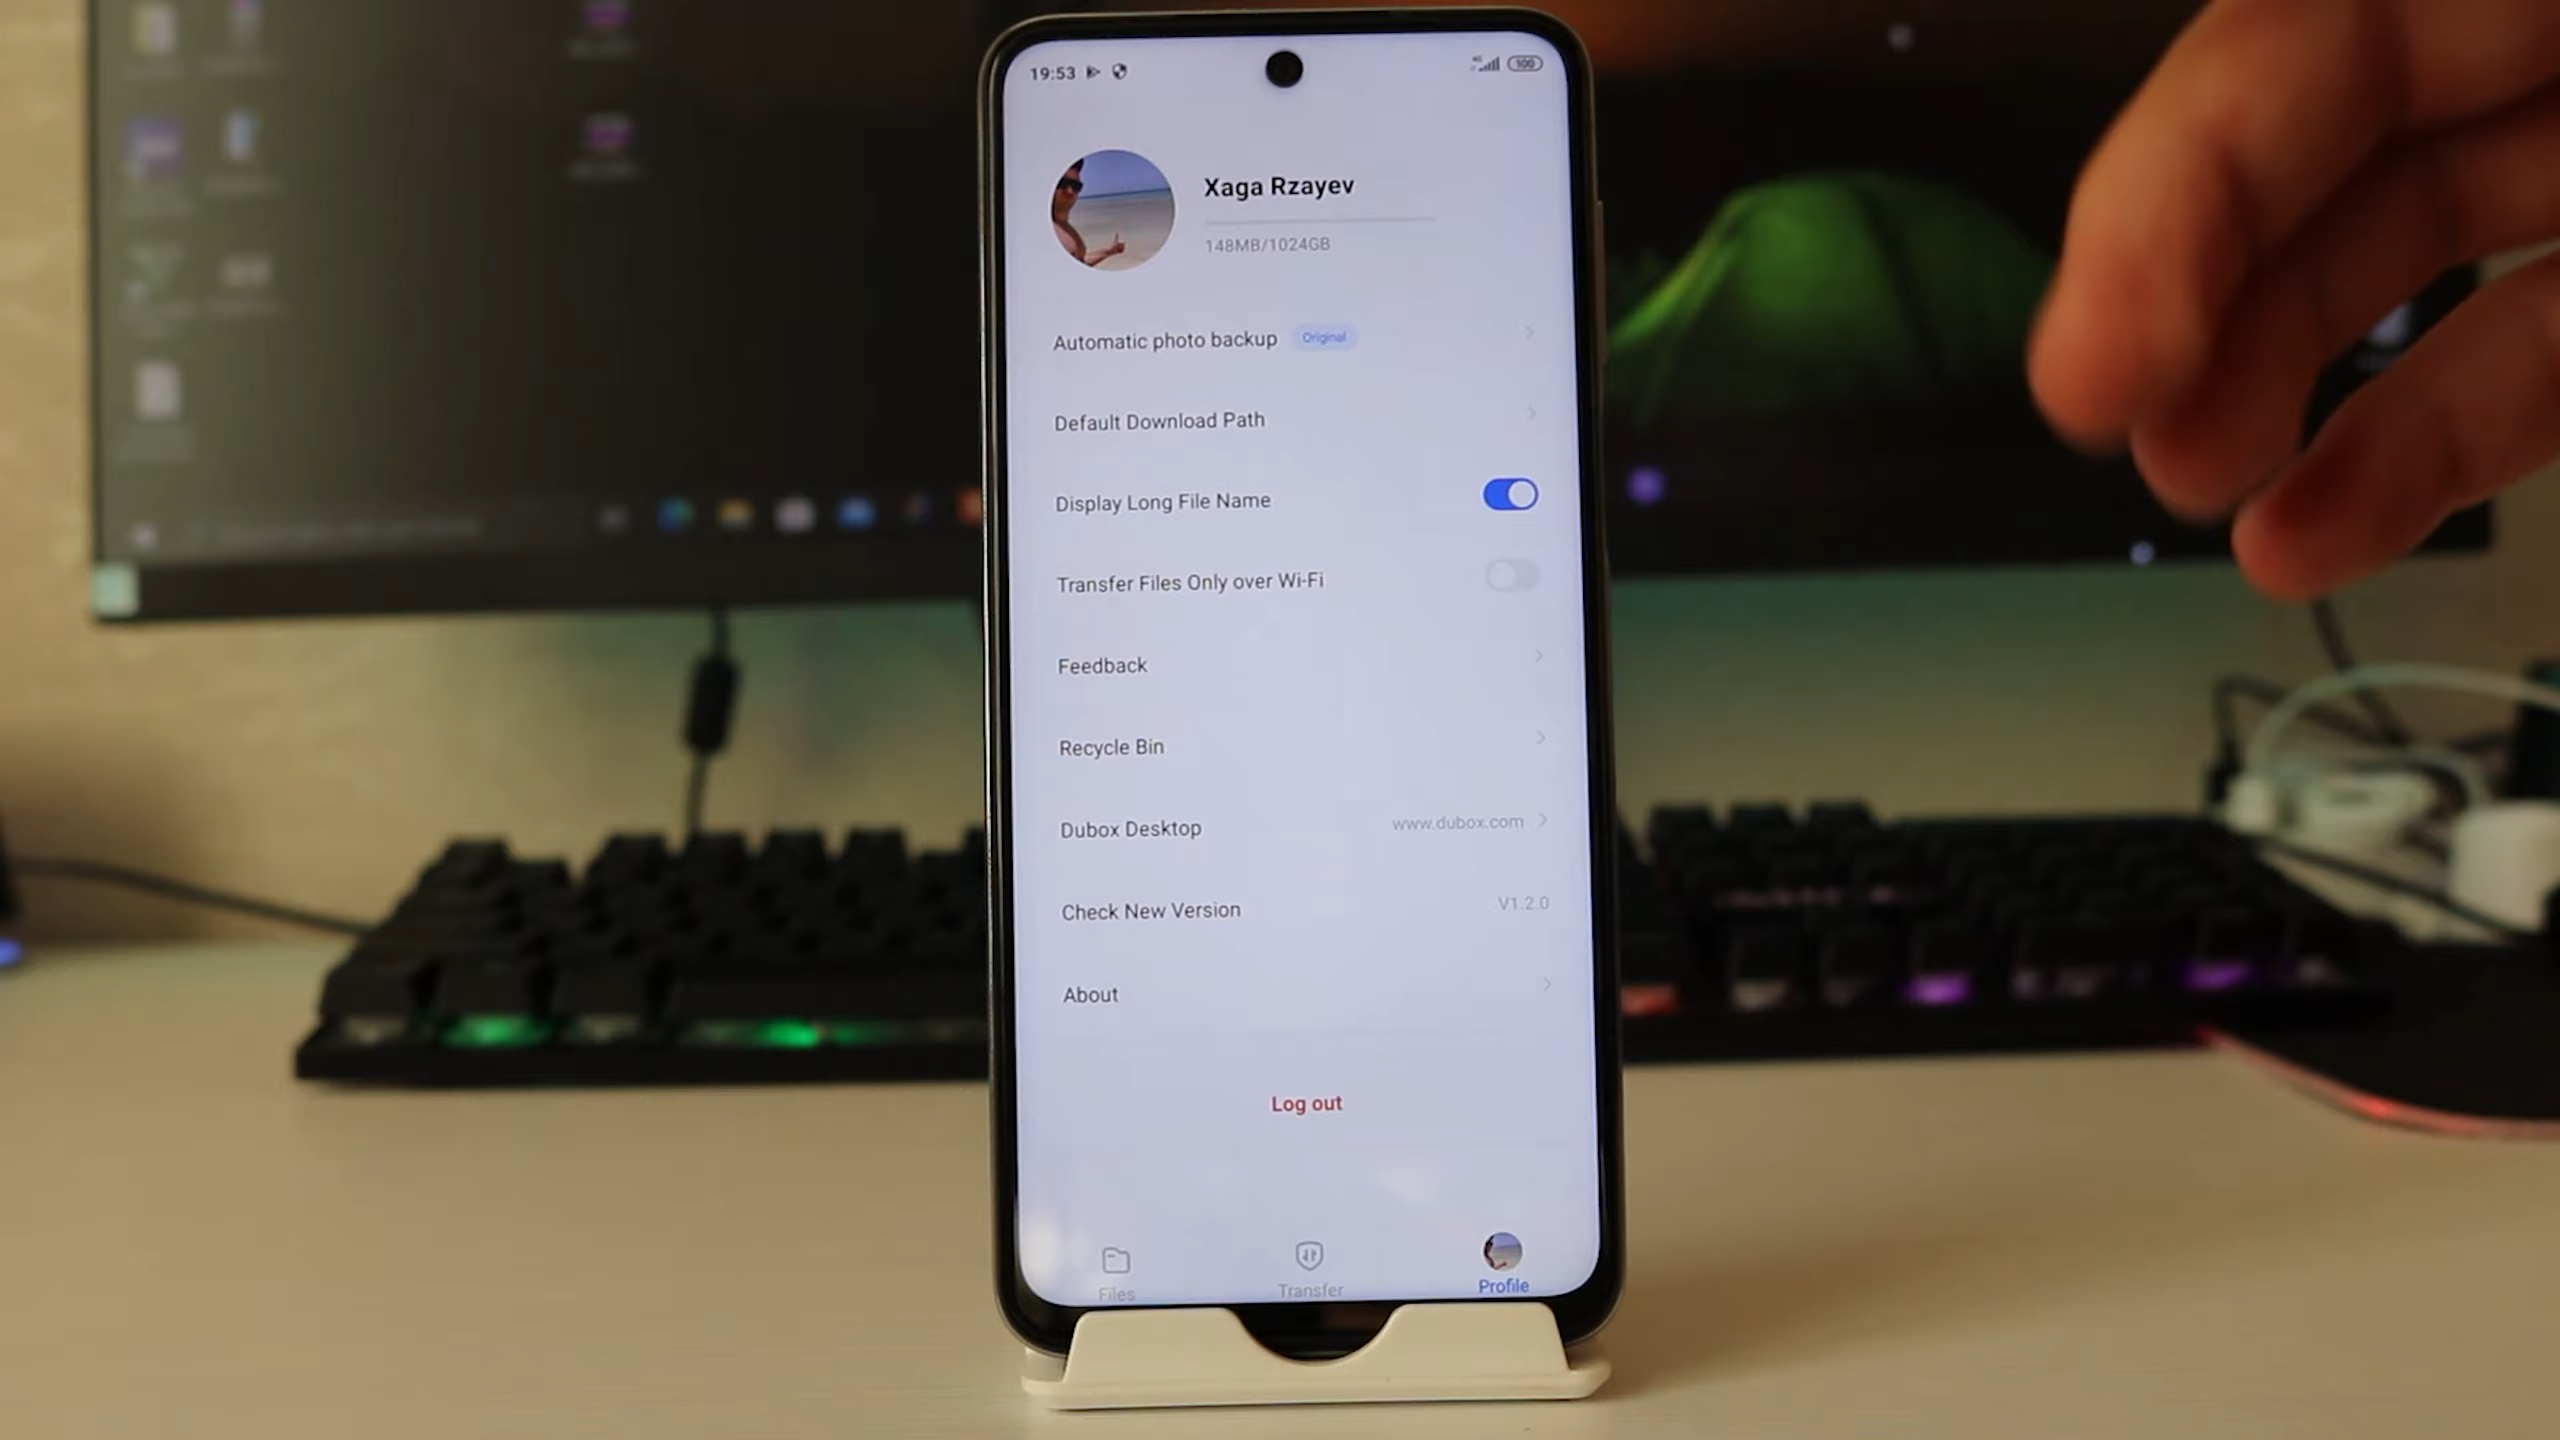 19:53
4G
100
Xaga Rzayev
148MB/1024GB
Automatic photo backup Original
Default Download Path
Display Long File Name
Transfer Files Only over Wi-Fi
Feedback
Recycle Bin
Dubox Desktop www.dubox.com
Check New Version V1.2.0
About
Log out
Files Transfer Profile